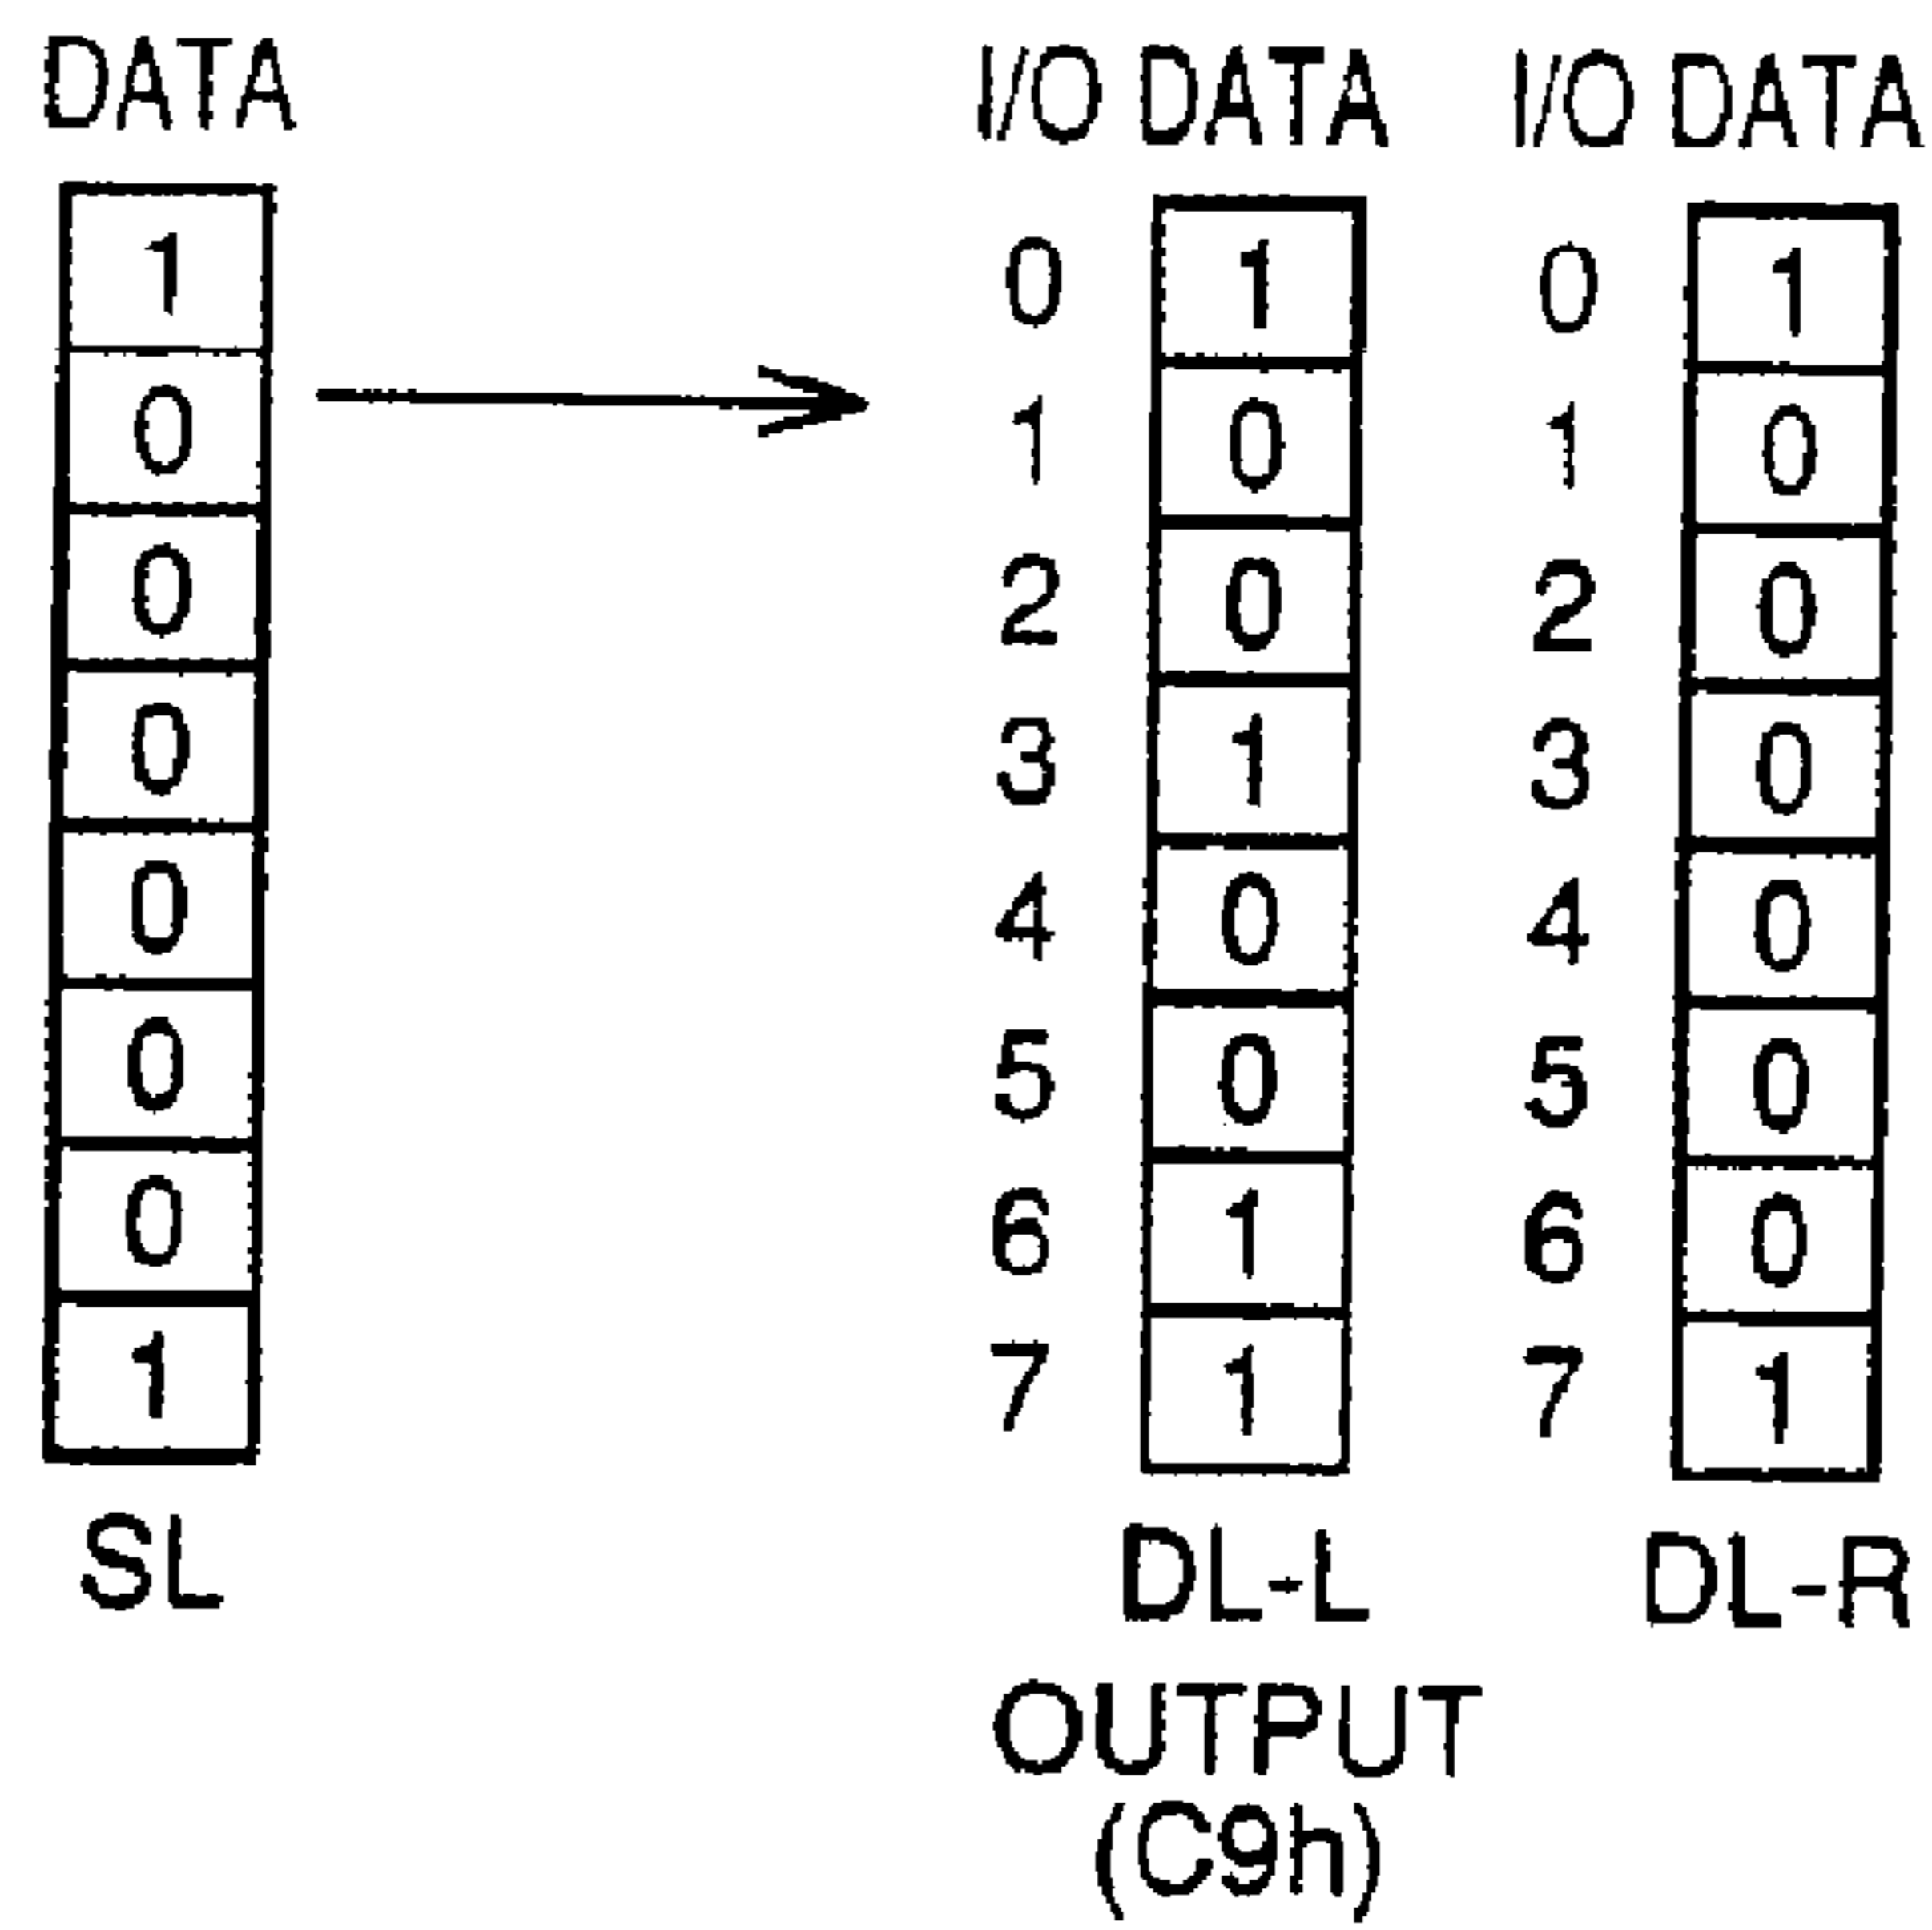 DATA I/O DATA I/O DATA
1 0 1 0 1
0 1 0 1 0
0 2 0 2 0
0 3 1 3 0
0 4 0 4 0
0 5 0 5 0
0 6 1 6 0
1 7 1 7 1
SL DL-L DL-R
OUTPUT
(C9h)